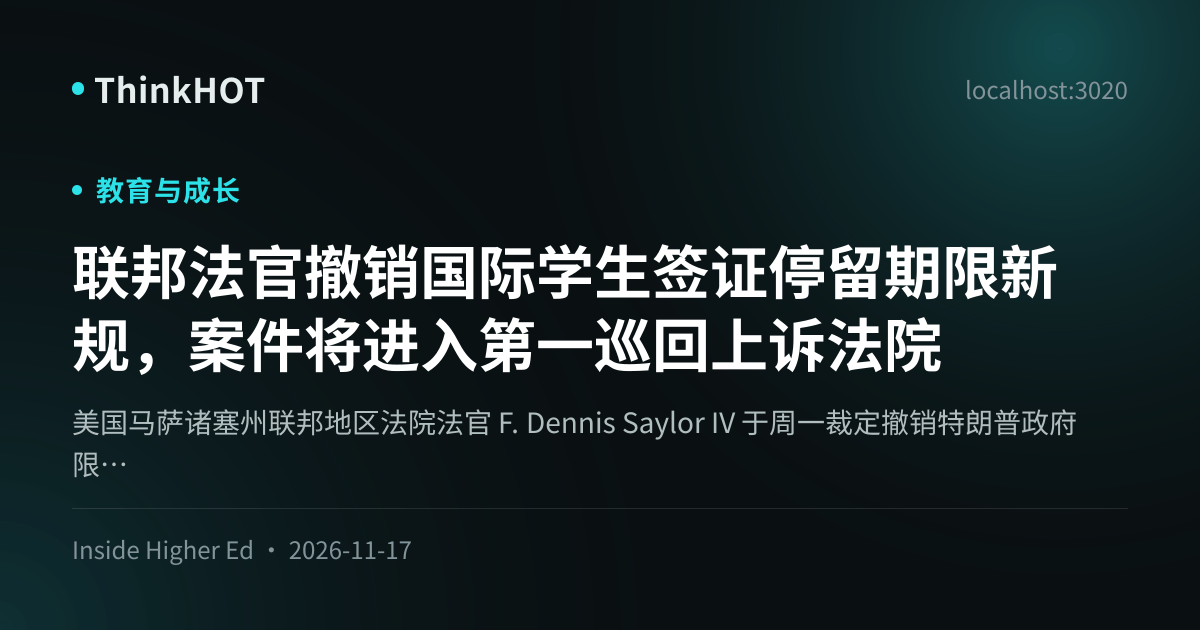 ThinkHOT
localhost:3020
教育与成长
联邦法官撤销国际学生签证停留期限新
规，案件将进入第一巡回上诉法院
美国马萨诸塞州联邦地区法院法官 F. Dennis Saylor IV 于周一裁定撤销特朗普政府
限…
Inside Higher Ed · 2026-11-17